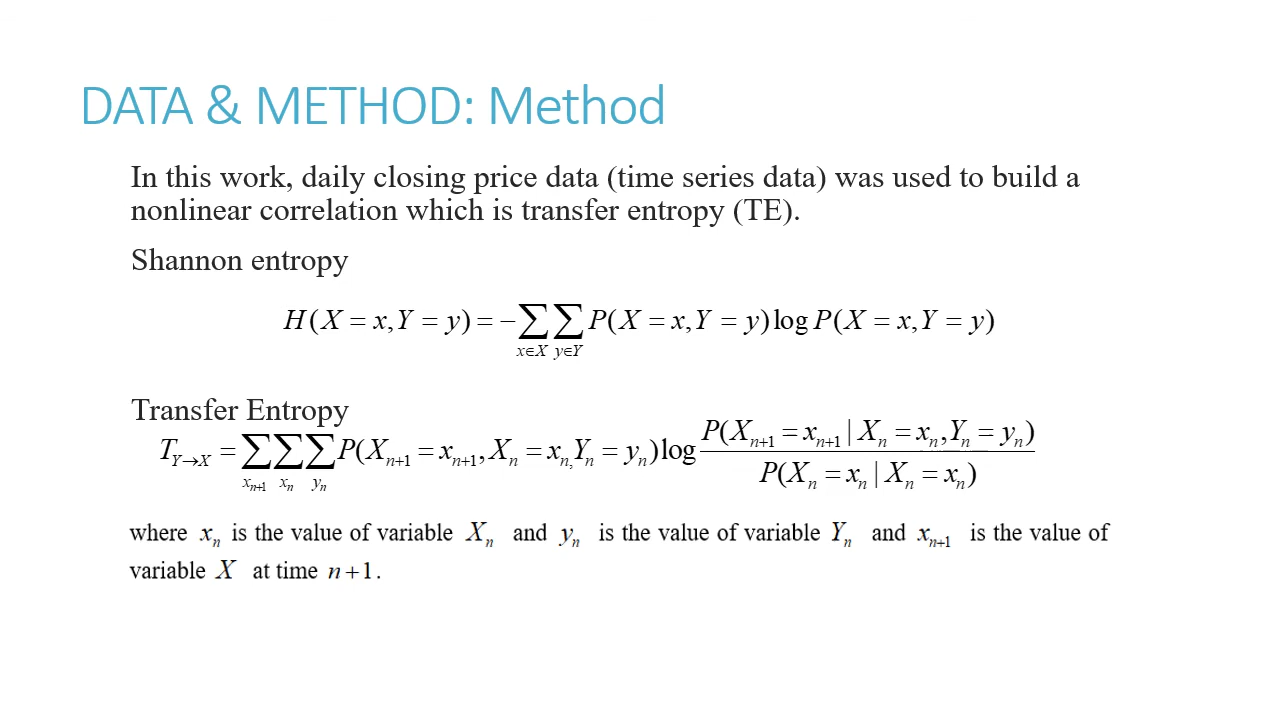 DATA & METHOD: Method
In this work, daily closing price data (time series data) was used to build a
nonlinear correlation which is transfer entropy (TE).
Shannon entropy
H(X = x, Y = y) = −∑_{x∈X} ∑_{y∈Y} P(X = x, Y = y) log P(X = x, Y = y)
Transfer Entropy
T_{Y→X} = ∑_{x_{n+1}} ∑_{x_n} ∑_{y_n} P(X_{n+1} = x_{n+1}, X_n = x_{n,} Y_n = y_n) log P(X_{n+1} = x_{n+1} | X_n = x_n, Y_n = y_n) / P(X_n = x_n | X_n = x_n)
where x_n is the value of variable X_n and y_n is the value of variable Y_n and x_{n+1} is the value of
variable X at time n+1.